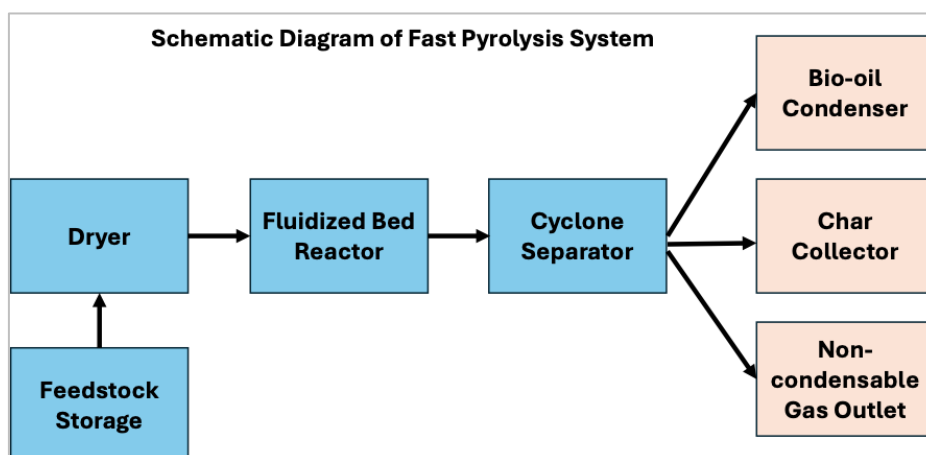 Schematic Diagram of Fast Pyrolysis System
Bio-oil
Condenser
Dryer
Fluidized Bed
Reactor
Cyclone
Separator
Char
Collector
Feedstock
Storage
Non-
condensable
Gas Outlet